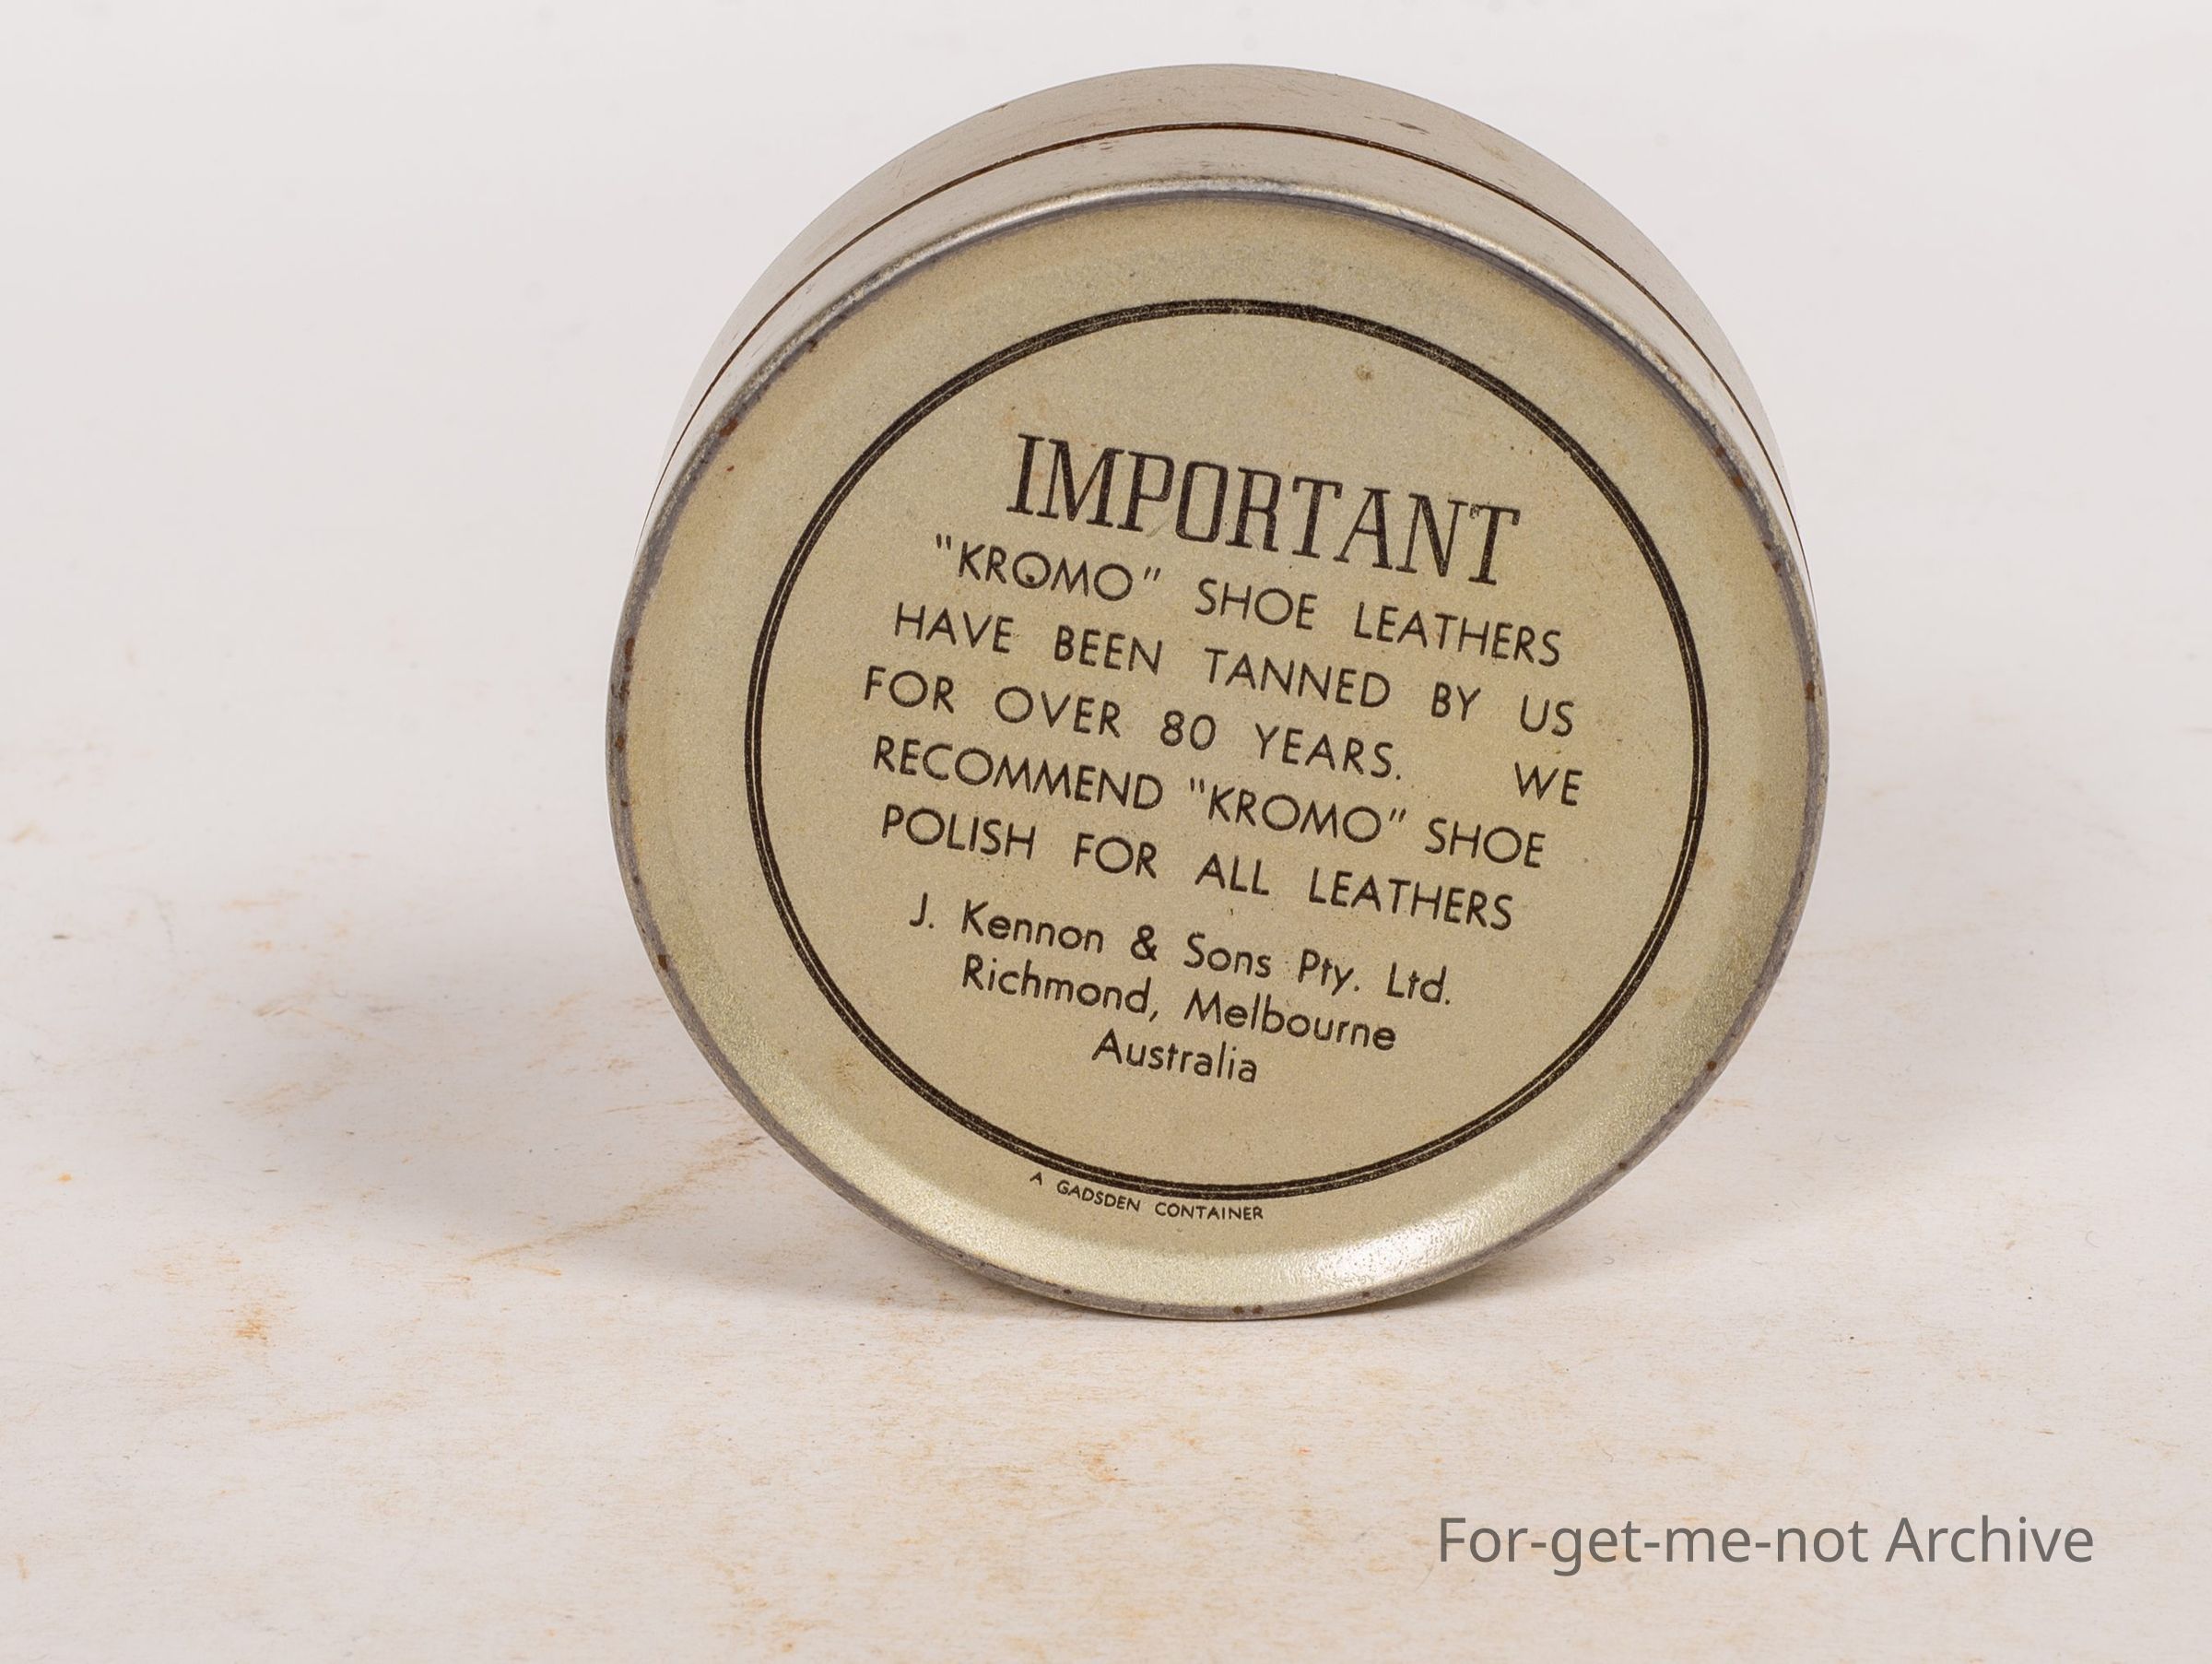 IMPORTANT
"KROMO" SHOE LEATHERS
HAVE BEEN TANNED BY US
FOR OVER 80 YEARS. WE
RECOMMEND "KROMO" SHOE
POLISH FOR ALL LEATHERS
J. Kennon & Sons Pty. Ltd.
Richmond, Melbourne
Australia
A GADSDEN CONTAINER
For-get-me-not Archive